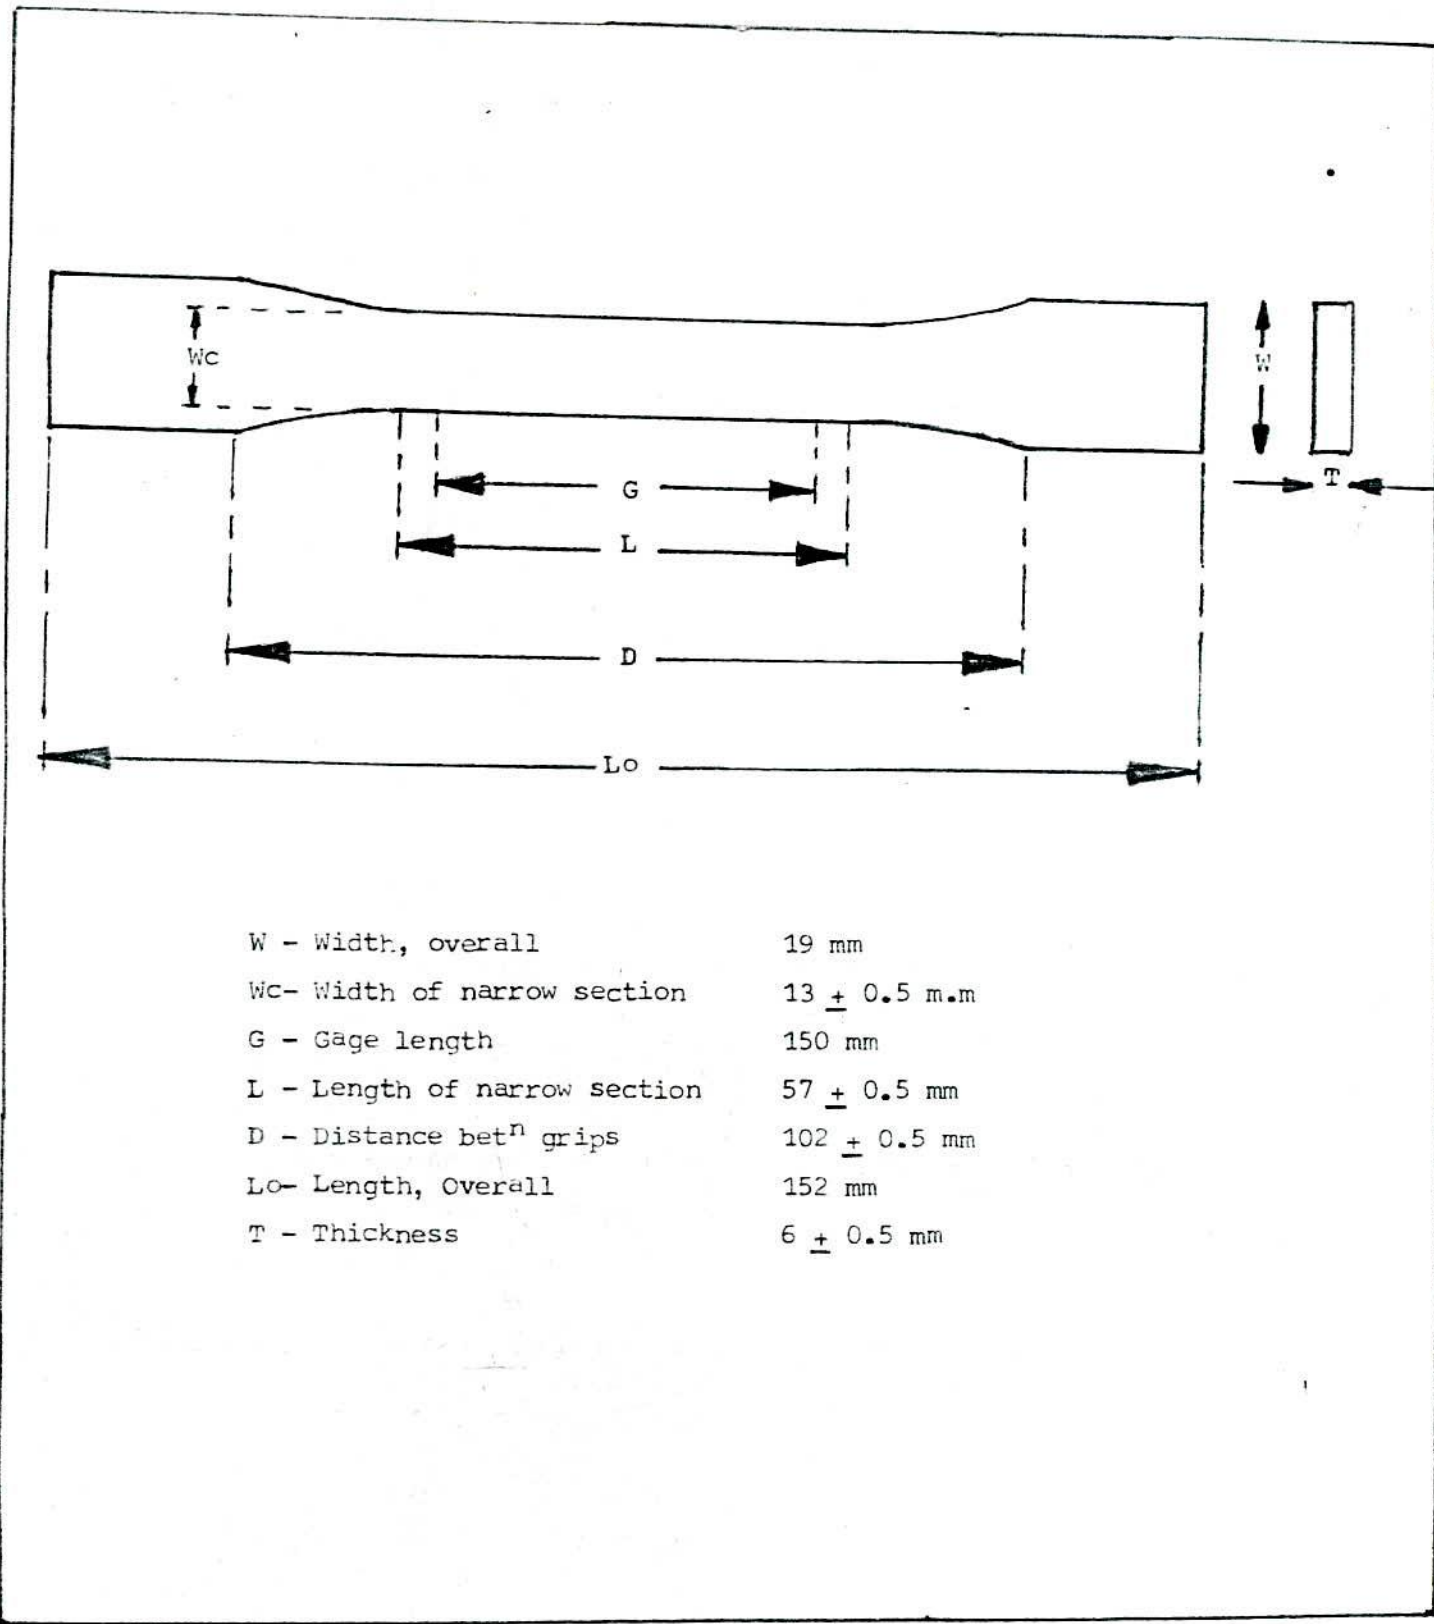 Wc
W
T
G
L
D
Lo
W - Width, overall 19 mm
Wc- Width of narrow section 13 ± 0.5 m.m
G - Gage length 150 mm
L - Length of narrow section 57 ± 0.5 mm
D - Distance betⁿ grips 102 ± 0.5 mm
Lo- Length, Overall 152 mm
T - Thickness 6 ± 0.5 mm